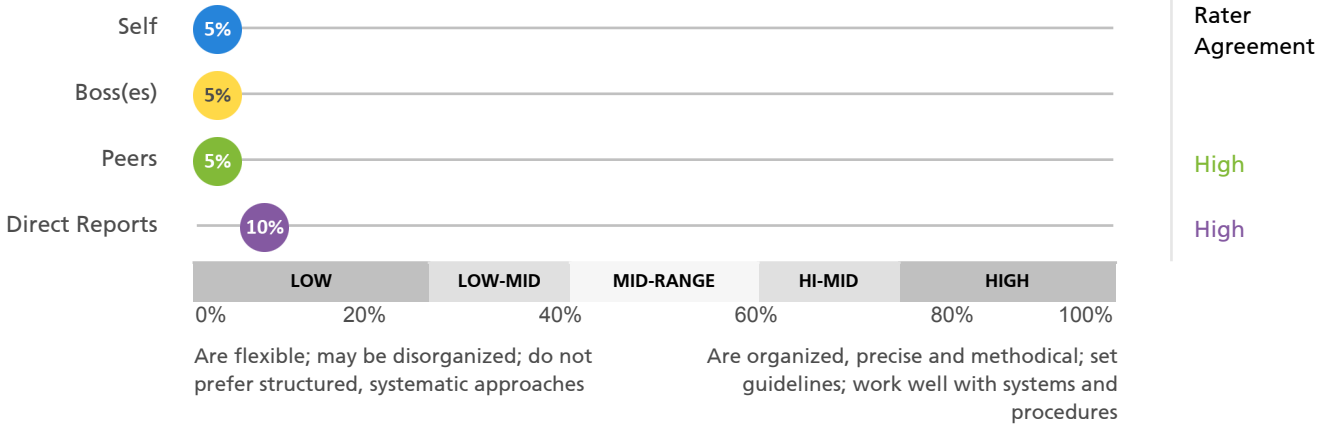 Self
5%
Rater
Agreement
Boss(es)
5%
Peers
5%
High
Direct Reports
10%
High
LOW LOW-MID MID-RANGE HI-MID HIGH
0% 20% 40% 60% 80% 100%
Are flexible; may be disorganized; do not
prefer structured, systematic approaches
Are organized, precise and methodical; set
guidelines; work well with systems and
procedures